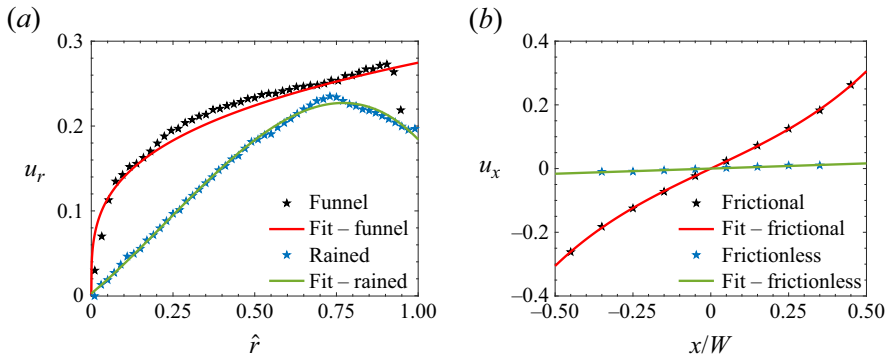 (a)
0.3
0.2
0.1
0
u_r
Funnel
Fit – funnel
Rained
Fit – rained
0 0.25 0.50 0.75 1.00
r̂
(b)
0.4
0.2
0
–0.2
–0.4
u_x
Frictional
Fit – frictional
Frictionless
Fit – frictionless
–0.50 –0.25 0 0.25 0.50
x/W